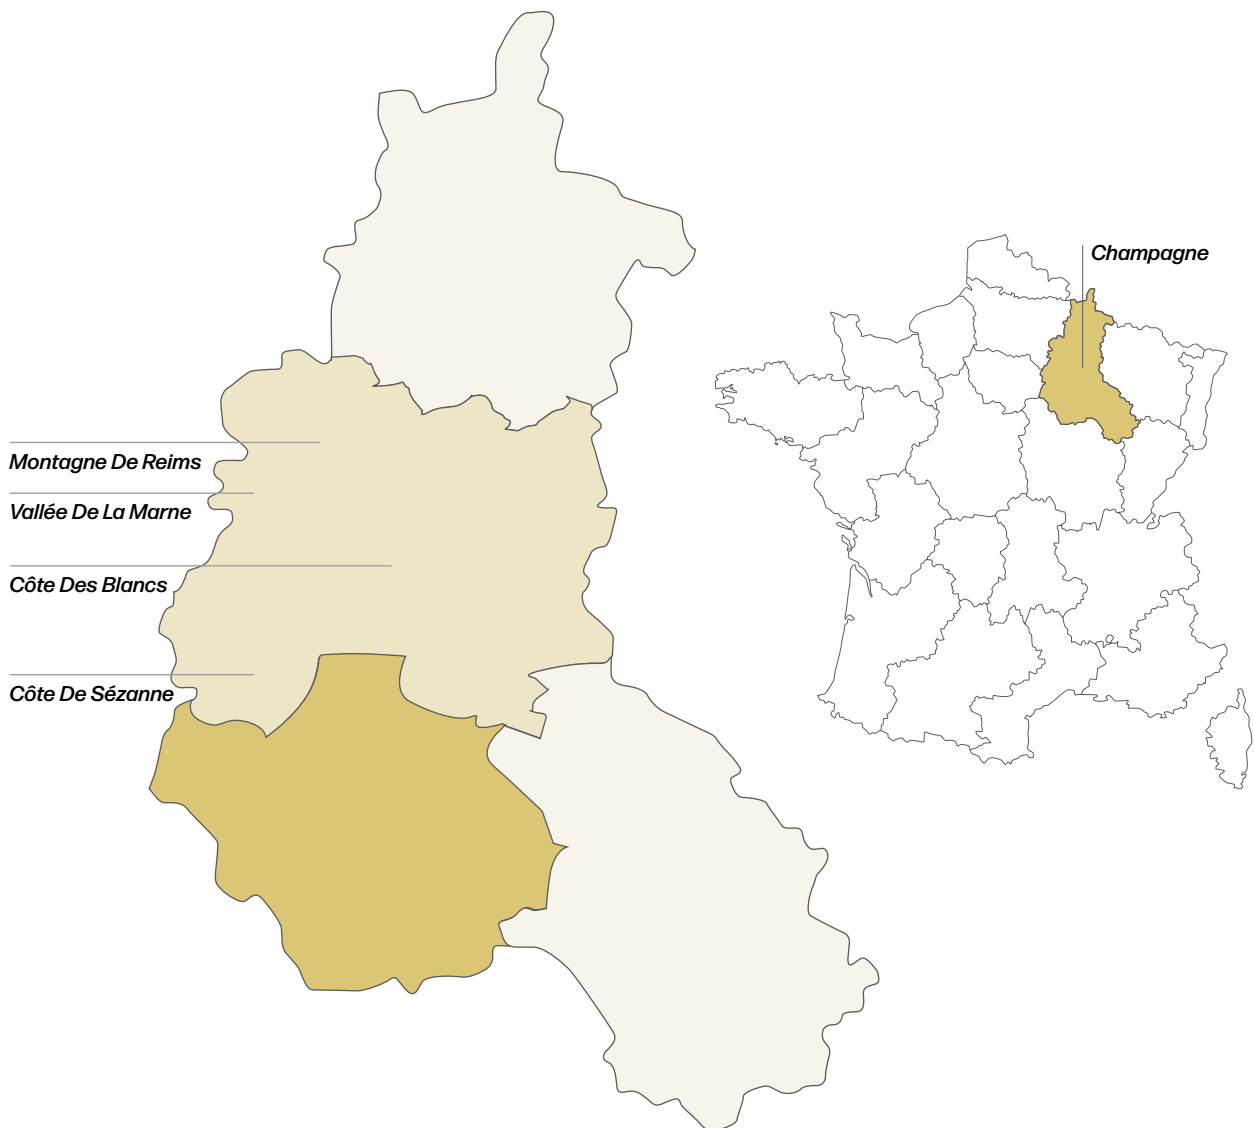 Champagne
Montagne De Reims
Vallée De La Marne
Côte Des Blancs
Côte De Sézanne